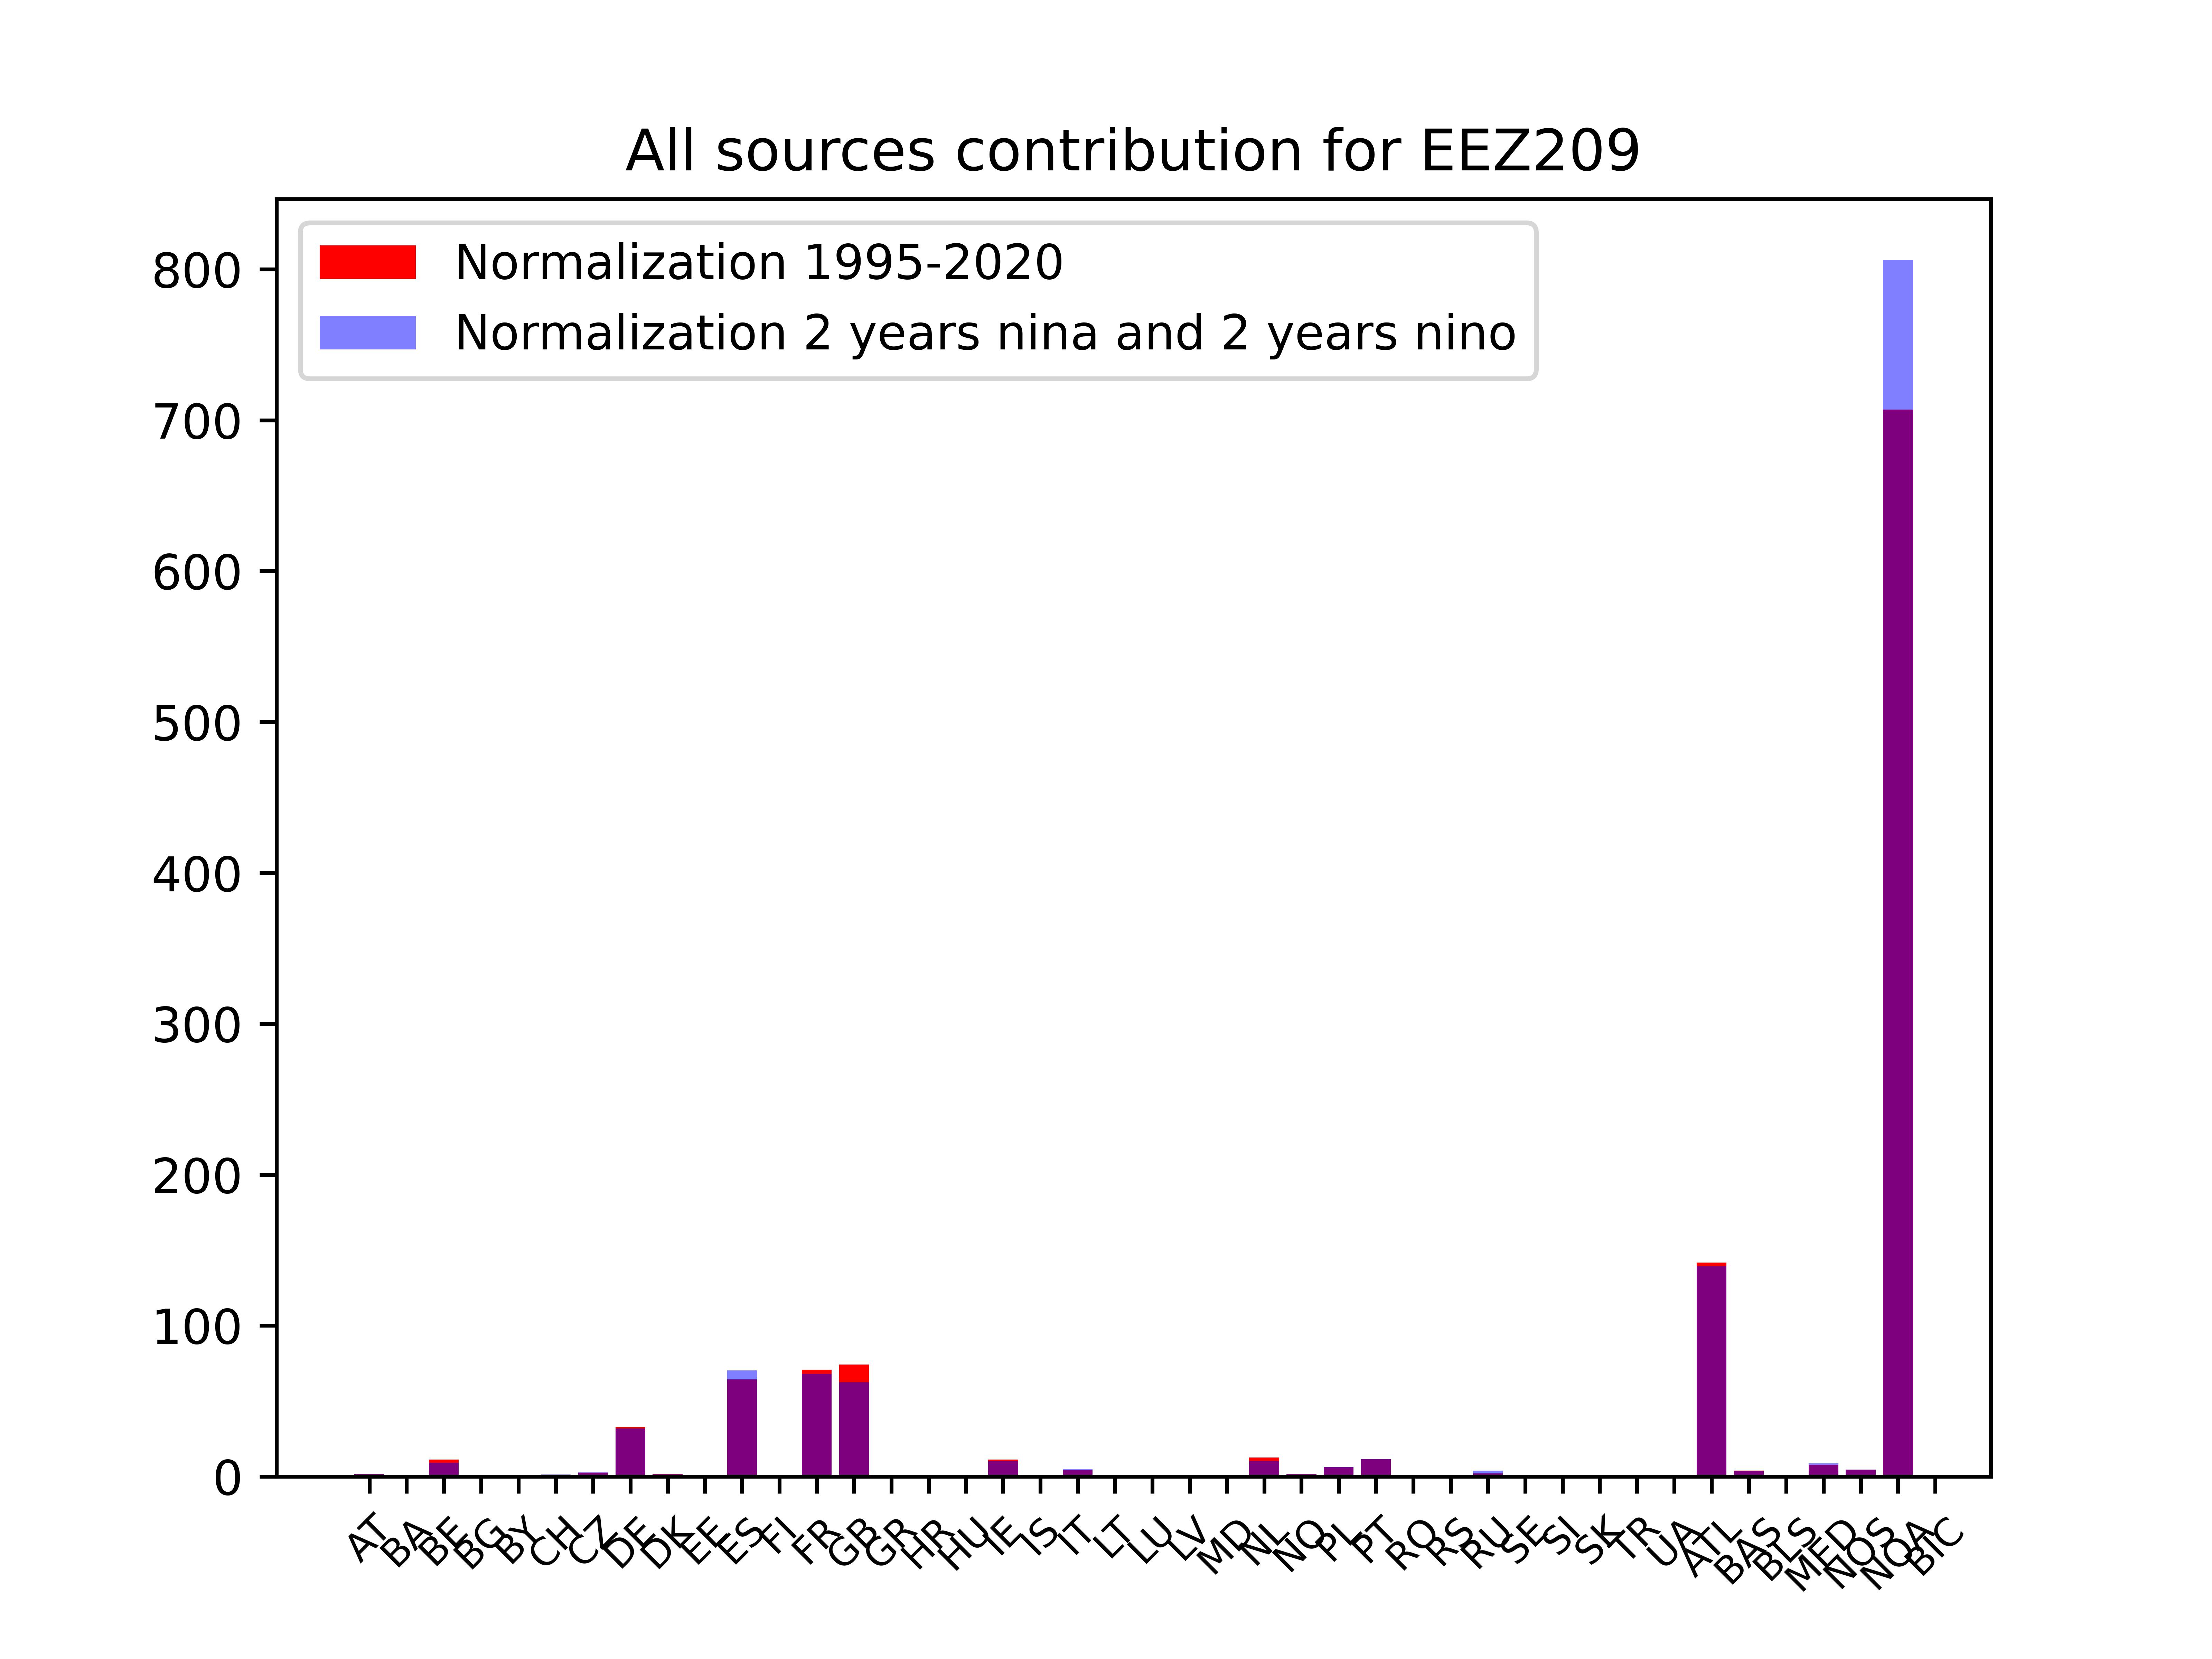 All sources contribution for EEZ209
Normalization 1995-2020
Normalization 2 years nina and 2 years nino
800
700
600
500
400
300
200
100
0
AT
BA
BE
BG
BY
CH
CZ
DE
DK
EE
ES
FI
FR
GB
GR
HR
HU
IE
IS
IT
LT
LU
LV
MD
NL
NO
PL
PT
RO
RS
RU
SE
SI
SK
TR
UA
ATL
BAS
BLS
MED
NOS
NOA
BIC